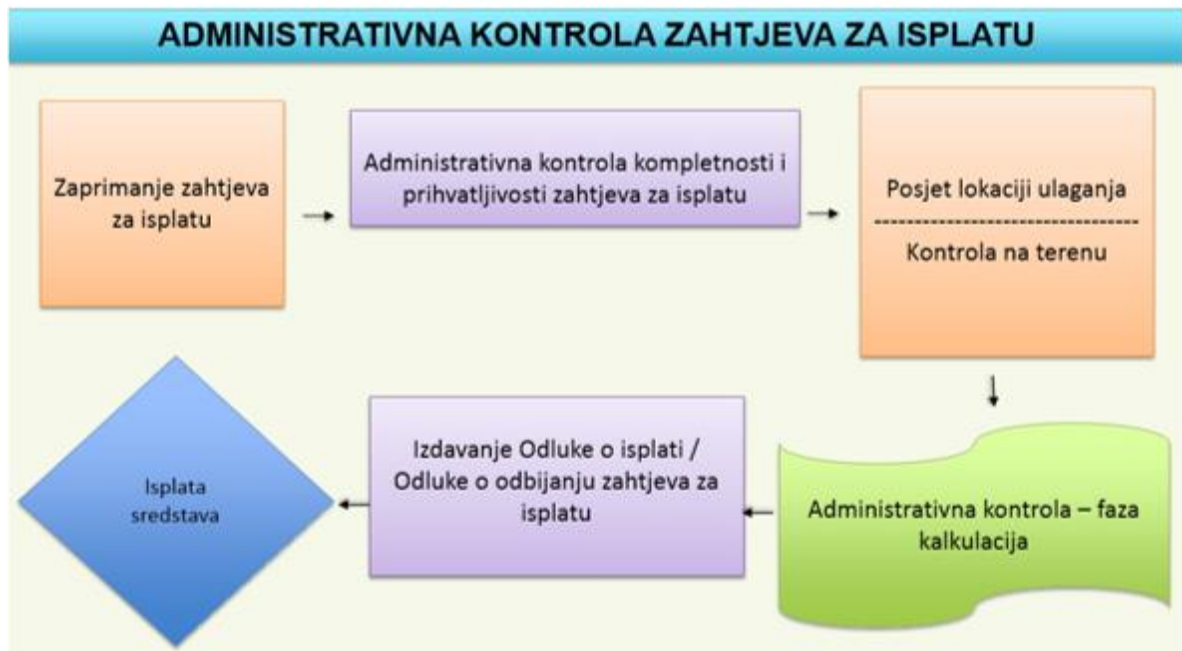 ADMINISTRATIVNA KONTROLA ZAHTJEVA ZA ISPLATU
Zaprimanje zahtjeva
za isplatu
Administrativna kontrola kompletnosti i
prihvatljivosti zahtjeva za isplatu
Posjet lokaciji ulaganja
--------------------------------
Kontrola na terenu
Administrativna kontrola – faza
kalkulacija
Izdavanje Odluke o isplati /
Odluke o odbijanju zahtjeva za
isplatu
Isplata
sredstava